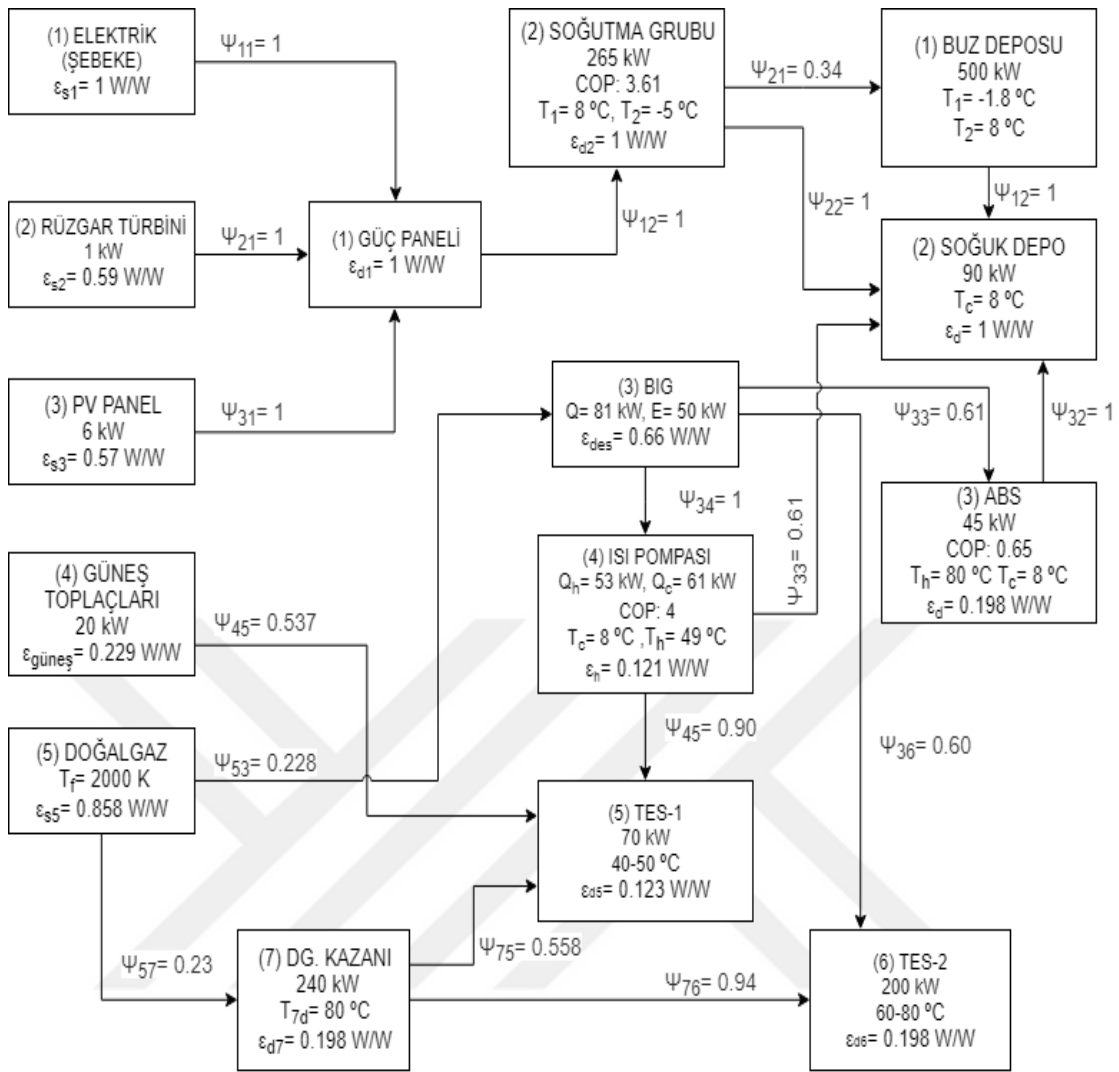 (1) ELEKTRİK
(ŞEBEKE)
εs1= 1 W/W
Ψ11= 1
(2) SOĞUTMA GRUBU
265 kW
COP: 3.61
T1= 8 ºC, T2= -5 ºC
εd2= 1 W/W
Ψ21= 0.34
(1) BUZ DEPOSU
500 kW
T1= -1.8 ºC
T2= 8 ºC
Ψ22= 1
Ψ12= 1
(2) RÜZGAR TÜRBİNİ
1 kW
εs2= 0.59 W/W
Ψ21= 1
(1) GÜÇ PANELİ
εd1= 1 W/W
Ψ12= 1
(2) SOĞUK DEPO
90 kW
Tc= 8 ºC
εd= 1 W/W
(3) PV PANEL
6 kW
εs3= 0.57 W/W
Ψ31= 1
(3) BIG
Q= 81 kW, E= 50 kW
εdes= 0.66 W/W
Ψ33= 0.61
Ψ32= 1
Ψ34= 1
Ψ33= 0.61
(3) ABS
45 kW
COP: 0.65
Th= 80 ºC Tc= 8 ºC
εd= 0.198 W/W
(4) GÜNEŞ
TOPLAÇLARI
20 kW
εgüneş= 0.229 W/W
Ψ45= 0.537
(4) ISI POMPASI
Qh= 53 kW, Qc= 61 kW
COP: 4
Tc= 8 ºC ,Th= 49 ºC
εh= 0.121 W/W
Ψ45= 0.90
Ψ36= 0.60
(5) DOĞALGAZ
Tf= 2000 K
εs5= 0.858 W/W
Ψ53= 0.228
(5) TES-1
70 kW
40-50 ºC
εd5= 0.123 W/W
Ψ57= 0.23
(7) DG. KAZANI
240 kW
T7d= 80 ºC
εd7= 0.198 W/W
Ψ75= 0.558
Ψ76= 0.94
(6) TES-2
200 kW
60-80 ºC
εd6= 0.198 W/W